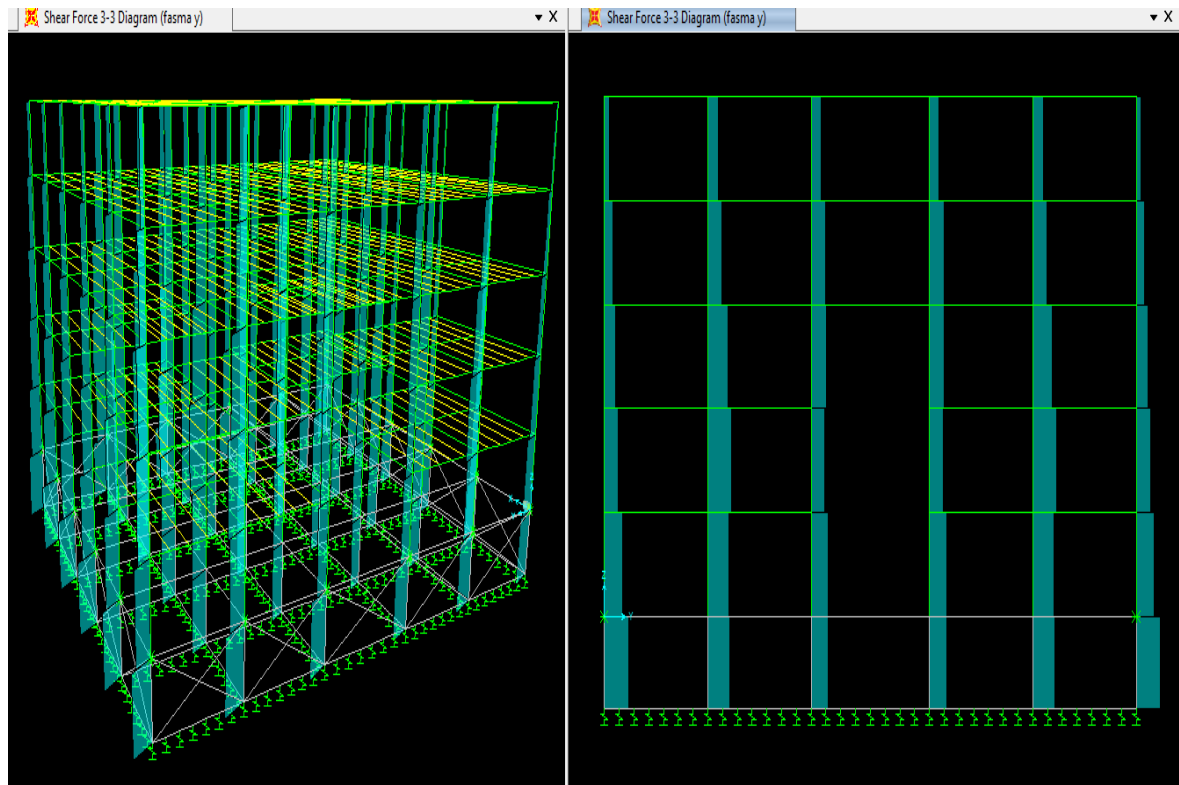 Shear Force 3-3 Diagram (fasma y)
Shear Force 3-3 Diagram (fasma y)
Z
Y